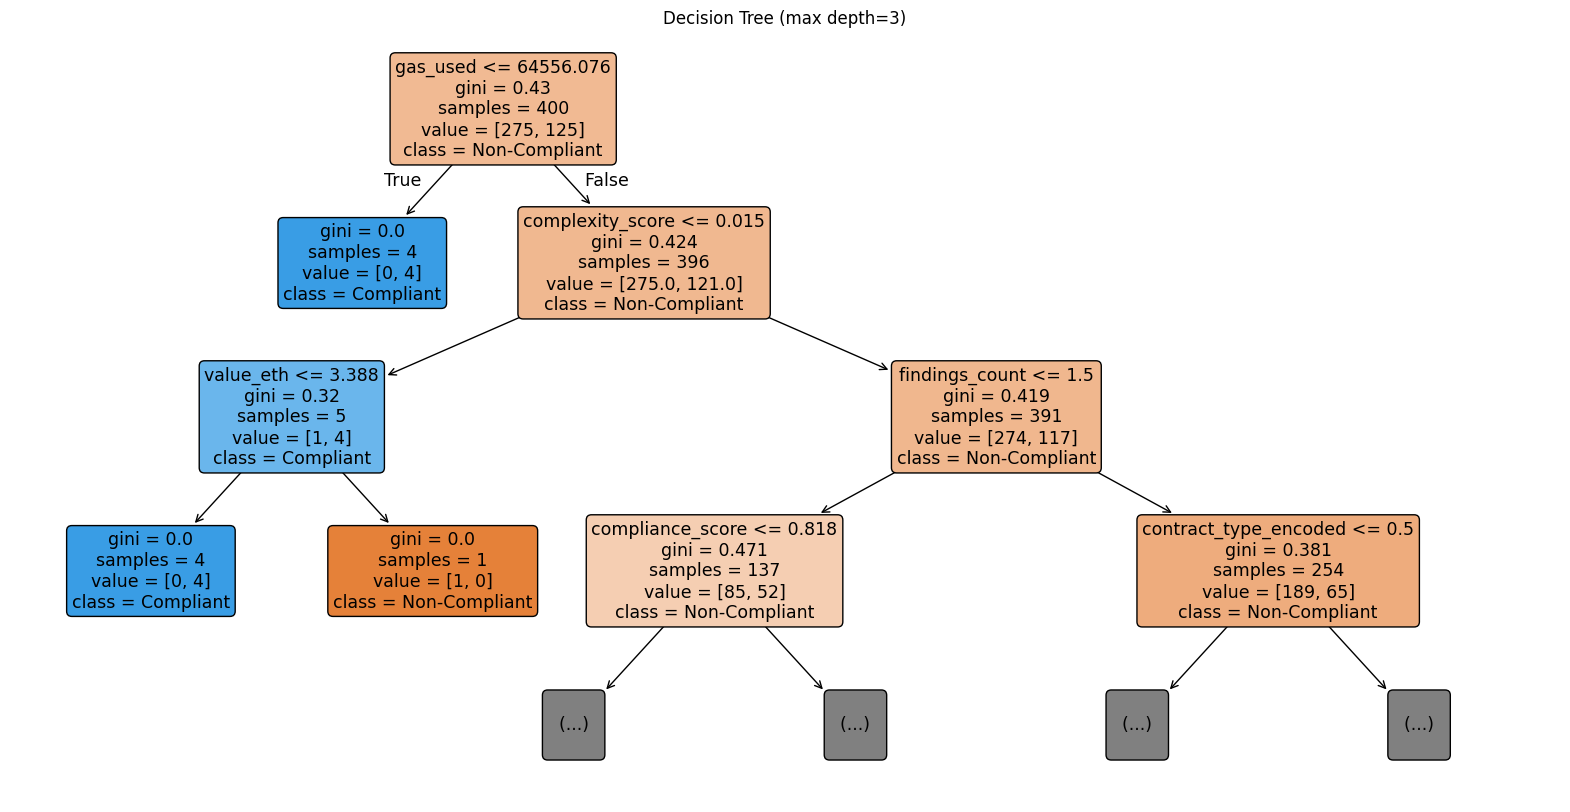 Decision Tree (max depth=3)
gas_used <= 64556.076
gini = 0.43
samples = 400
value = [275, 125]
class = Non-Compliant
True
False
gini = 0.0
samples = 4
value = [0, 4]
class = Compliant
complexity_score <= 0.015
gini = 0.424
samples = 396
value = [275.0, 121.0]
class = Non-Compliant
value_eth <= 3.388
gini = 0.32
samples = 5
value = [1, 4]
class = Compliant
findings_count <= 1.5
gini = 0.419
samples = 391
value = [274, 117]
class = Non-Compliant
gini = 0.0
samples = 4
value = [0, 4]
class = Compliant
gini = 0.0
samples = 1
value = [1, 0]
class = Non-Compliant
compliance_score <= 0.818
gini = 0.471
samples = 137
value = [85, 52]
class = Non-Compliant
contract_type_encoded <= 0.5
gini = 0.381
samples = 254
value = [189, 65]
class = Non-Compliant
(...)
(...)
(...)
(...)